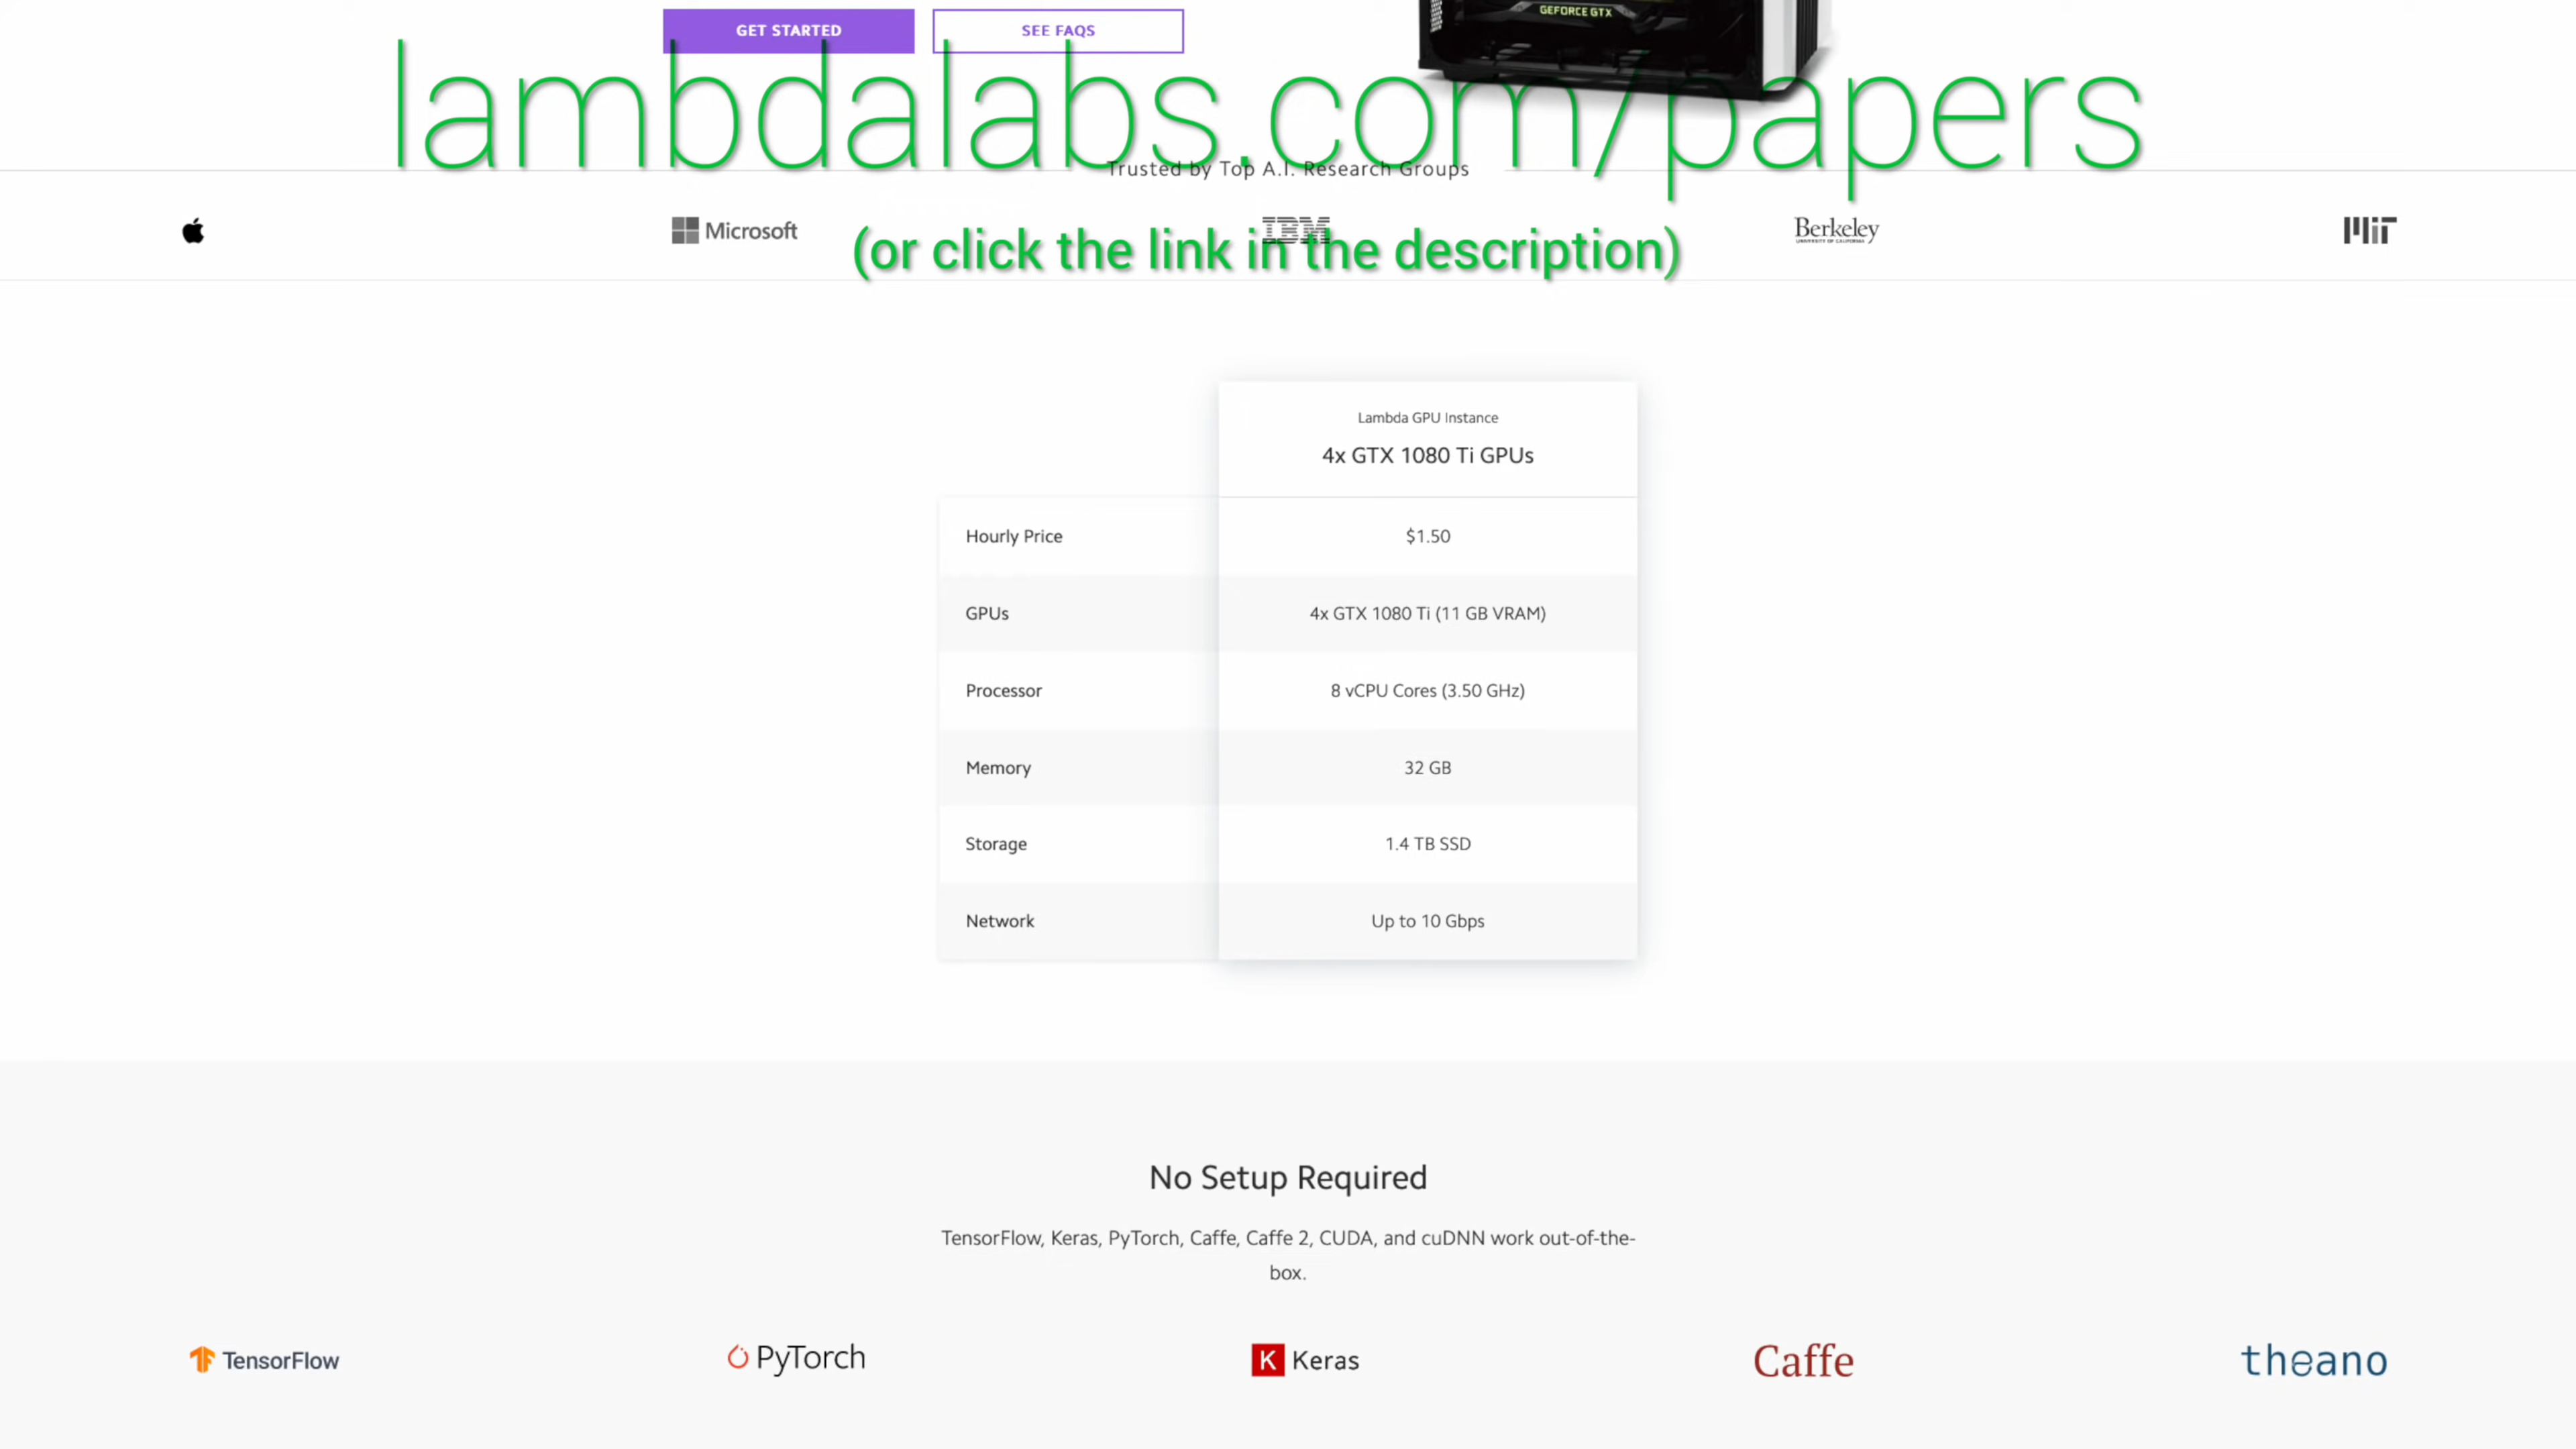 GET STARTED
SEE FAQS
GEFORCE GTX
lambdalabs.com/papers
Trusted by Top A.I. Research Groups
Microsoft
IBM
Berkeley
UNIVERSITY OF CALIFORNIA
MIT
(or click the link in the description)
Lambda GPU Instance
4x GTX 1080 Ti GPUs
Hourly Price
$1.50
GPUs
4x GTX 1080 Ti (11 GB VRAM)
Processor
8 vCPU Cores (3.50 GHz)
Memory
32 GB
Storage
1.4 TB SSD
Network
Up to 10 Gbps
No Setup Required
TensorFlow, Keras, PyTorch, Caffe, Caffe 2, CUDA, and cuDNN work out-of-the-
box.
TensorFlow
PyTorch
K Keras
Caffe
theano